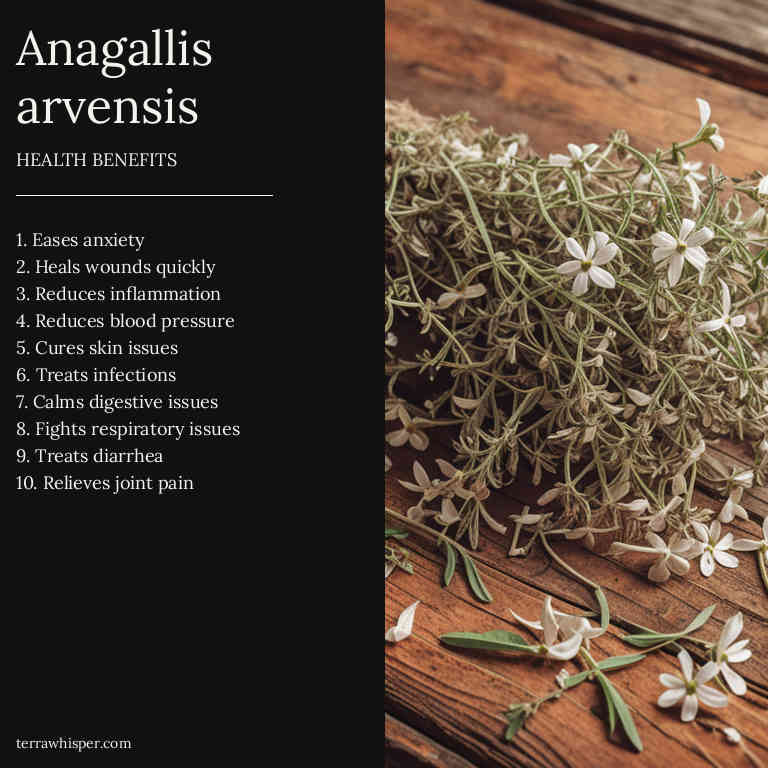 Anagallis
arvensis
HEALTH BENEFITS
1. Eases anxiety
2. Heals wounds quickly
3. Reduces inflammation
4. Reduces blood pressure
5. Cures skin issues
6. Treats infections
7. Calms digestive issues
8. Fights respiratory issues
9. Treats diarrhea
10. Relieves joint pain
terrawhisper.com